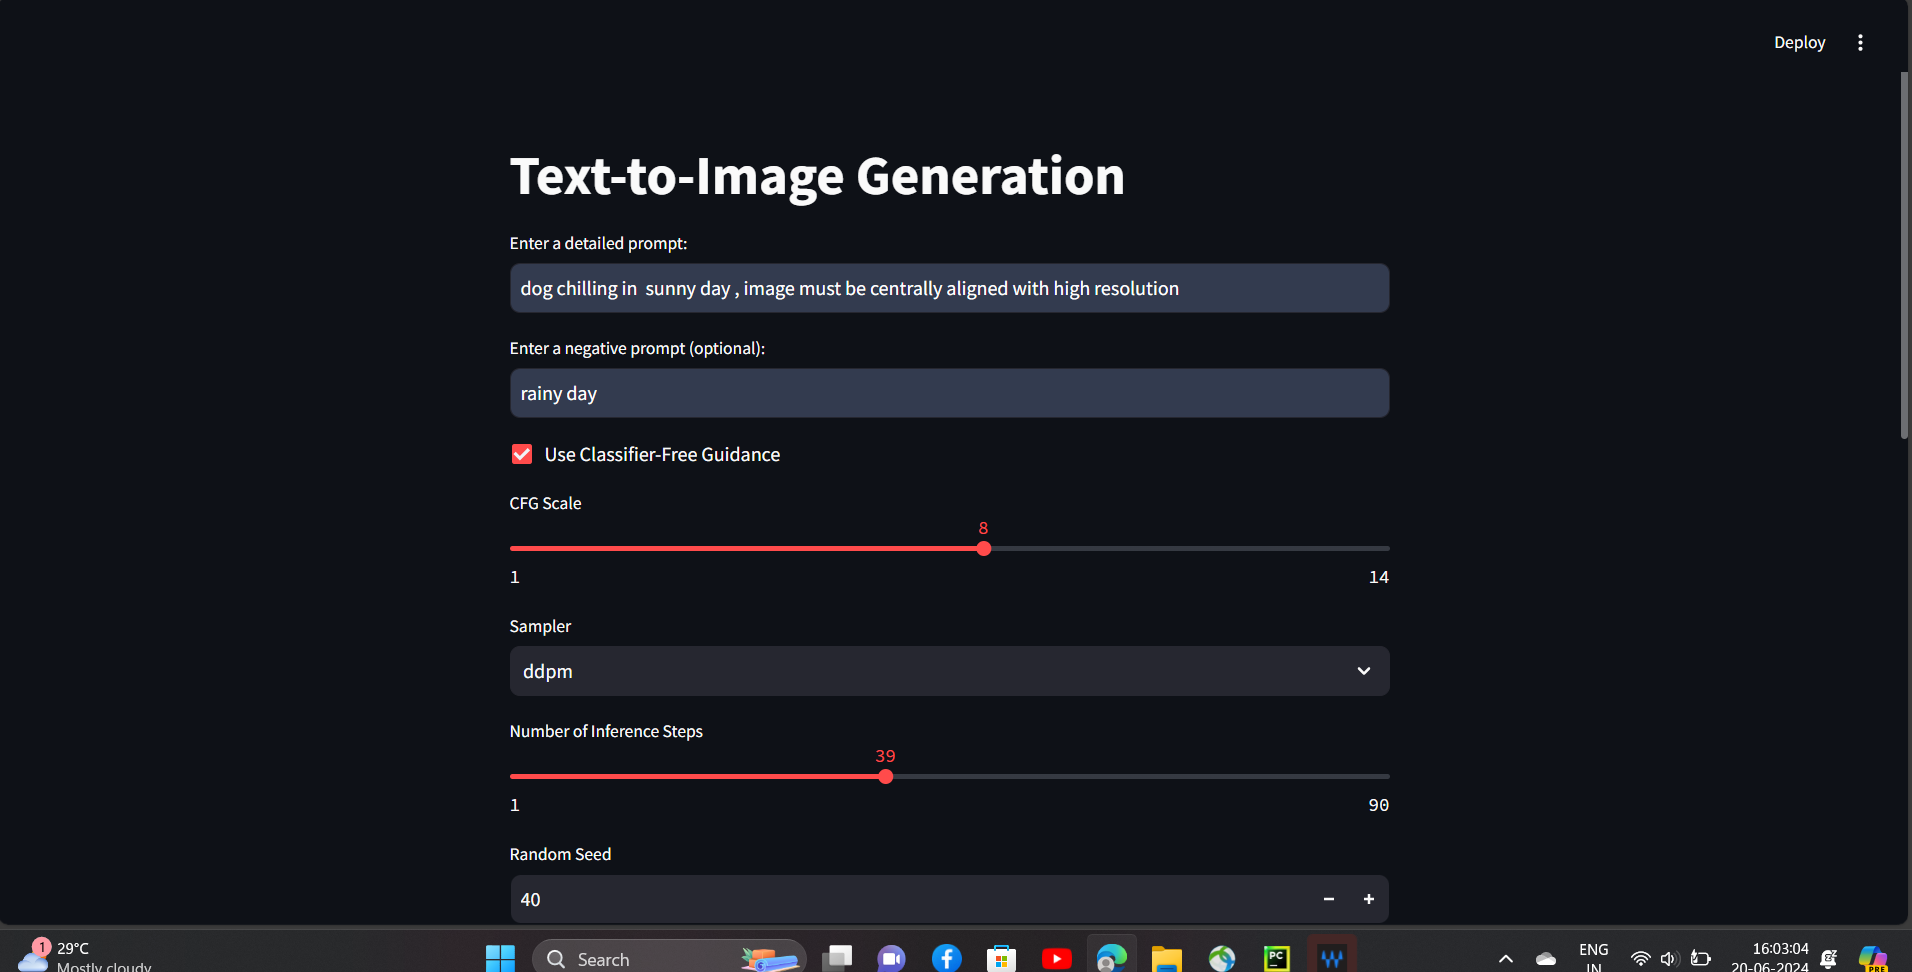 Deploy
Text-to-Image Generation
Enter a detailed prompt:
dog chilling in  sunny day , image must be centrally aligned with high resolution
Enter a negative prompt (optional):
rainy day
Use Classifier-Free Guidance
CFG Scale
8
1 14
Sampler
ddpm
Number of Inference Steps
39
1 90
Random Seed
40
1 29°C
Mostly cloudy
Search
PC
ENG
IN
16:03:04
20-06-2024
PRE